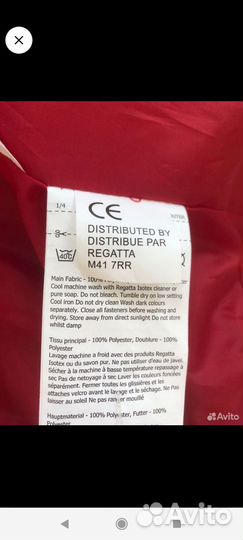 1/4
CE
DISTRIBUTED BY
DISTRIBUE PAR
REGATTA
M41 7RR
40C
Main Fabric - 100%
Cool machine wash with Regatta Isotex cleaner or
pure soap. Do not bleach. Tumble dry on low setting
Cool iron Do not dry clean Wash dark colours
separately. Close all fasteners before washing and
drying. Store away from direct sunlight Do not store
whilst damp
Tissu principal - 100% Polyester, Doublure - 100%
Polyester
Lavage machine a froid avec des produits Regatta
Isotex ou du savon pur. Ne pas utiliser d'eau de javel.
Sécher à la machine à basse température repassage à
sec Pas de nettoyage à sec Laver les couleurs foncées
séparément. Fermer toutes les glissières et les
attaches velcro avant le lavage et le séchage. Ne pas
laisser au soleil Ne pas ranger mouillé
Hauptmaterial - 100% Polyester, Futter - 100%
Polyester
Avito
Avito